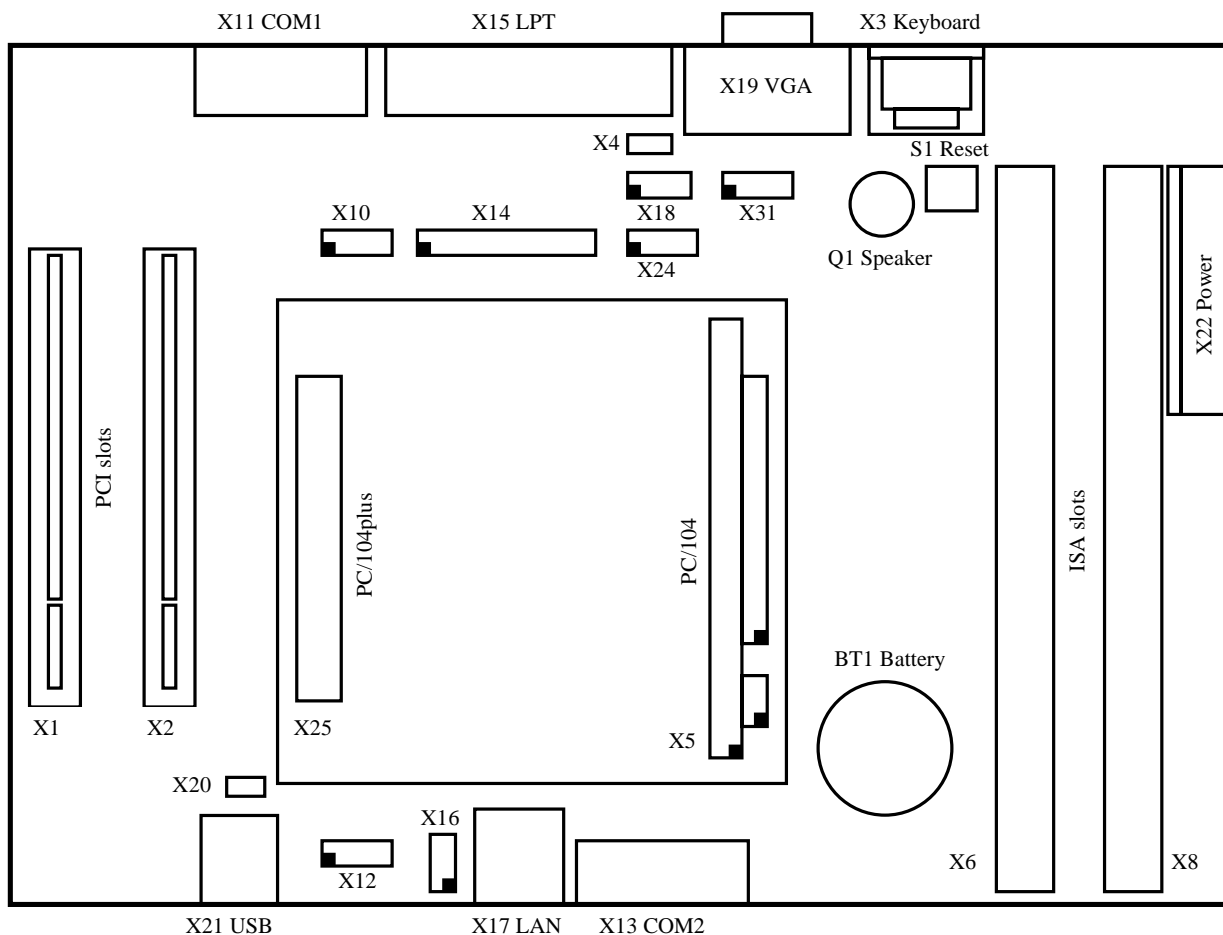 X11 COM1
X15 LPT
X3 Keyboard
X19 VGA
X4
S1 Reset
X10
X14
X18
X31
Q1 Speaker
X24
X22 Power
PCI slots
PC/104plus
PC/104
ISA slots
BT1 Battery
X1
X2
X25
X5
X20
X16
X12
X6
X8
X21 USB
X17 LAN
X13 COM2